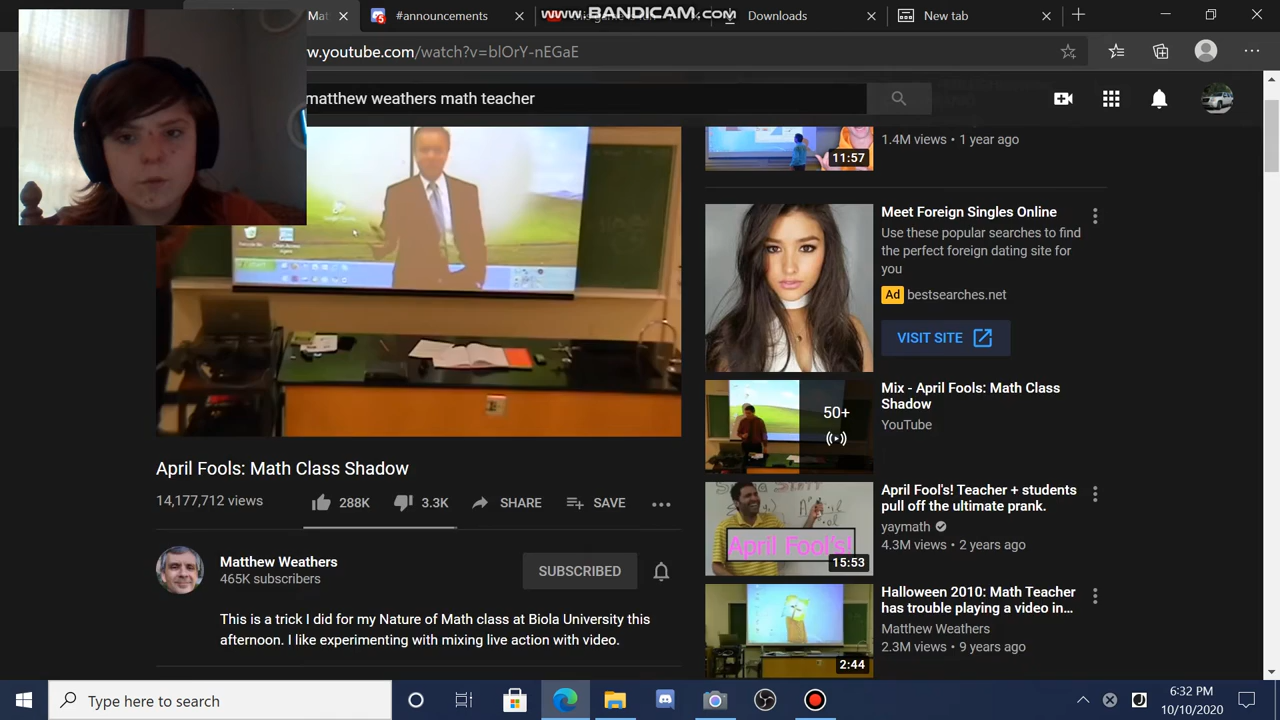 Mat
#announcements
www.BANDICAM.com
Downloads
New tab
w.youtube.com/watch?v=blOrY-nEGaE
matthew weathers math teacher
1.4M views • 1 year ago
11:57
Meet Foreign Singles Online
Use these popular searches to find
the perfect foreign dating site for
you
Ad bestsearches.net
VISIT SITE
Mix - April Fools: Math Class
Shadow
YouTube
50+
April Fools: Math Class Shadow
14,177,712 views
288K
3.3K
SHARE
SAVE
April Fool's! Teacher + students
pull off the ultimate prank.
yaymath
4.3M views • 2 years ago
April Fool's!
15:53
Matthew Weathers
465K subscribers
SUBSCRIBED
This is a trick I did for my Nature of Math class at Biola University this
afternoon. I like experimenting with mixing live action with video.
Halloween 2010: Math Teacher
has trouble playing a video in...
Matthew Weathers
2.3M views • 9 years ago
2:44
Type here to search
6:32 PM
10/10/2020